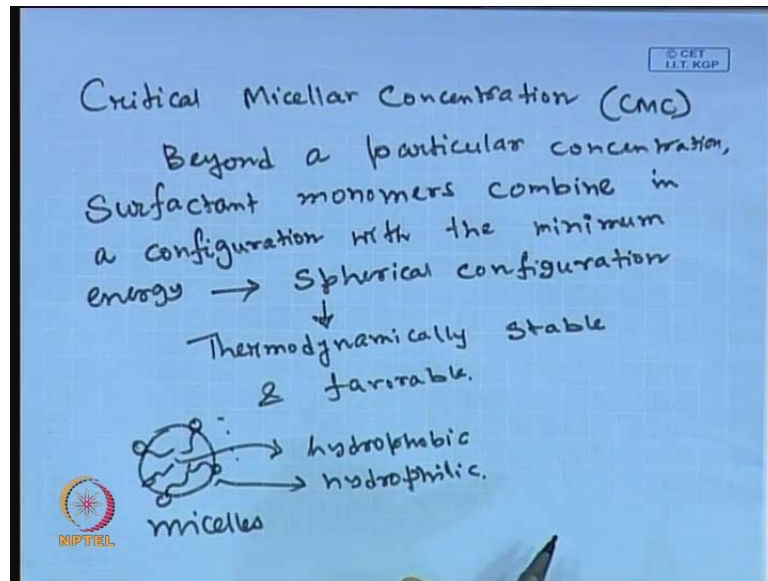 © CET
I.I.T. KGP
Critical Micellar Concentration (CMC)
Beyond a particular concentration,
Surfactant monomers combine in
a configuration with the minimum
energy → Spherical configuration
↓
Thermodynamically stable
& favorable.
→ hydrophobic
→ hydrophilic.
micelles
NPTEL